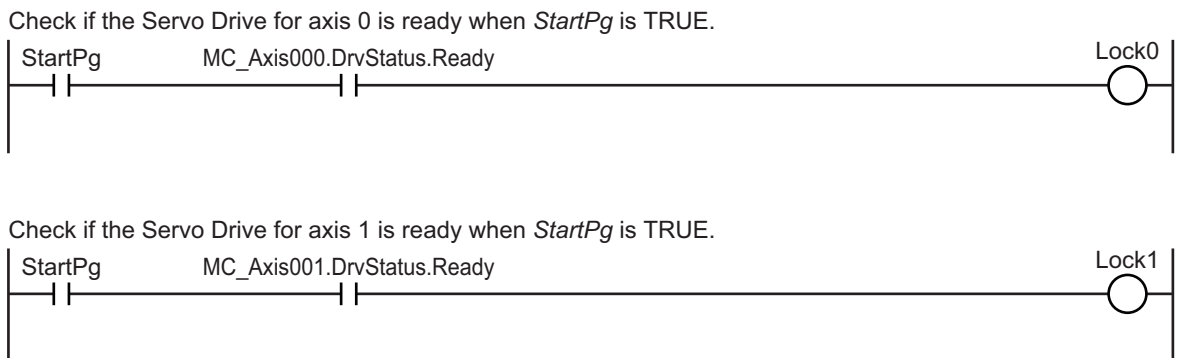 Check if the Servo Drive for axis 0 is ready when StartPg is TRUE.
StartPg MC_Axis000.DrvStatus.Ready Lock0
Check if the Servo Drive for axis 1 is ready when StartPg is TRUE.
StartPg MC_Axis001.DrvStatus.Ready Lock1